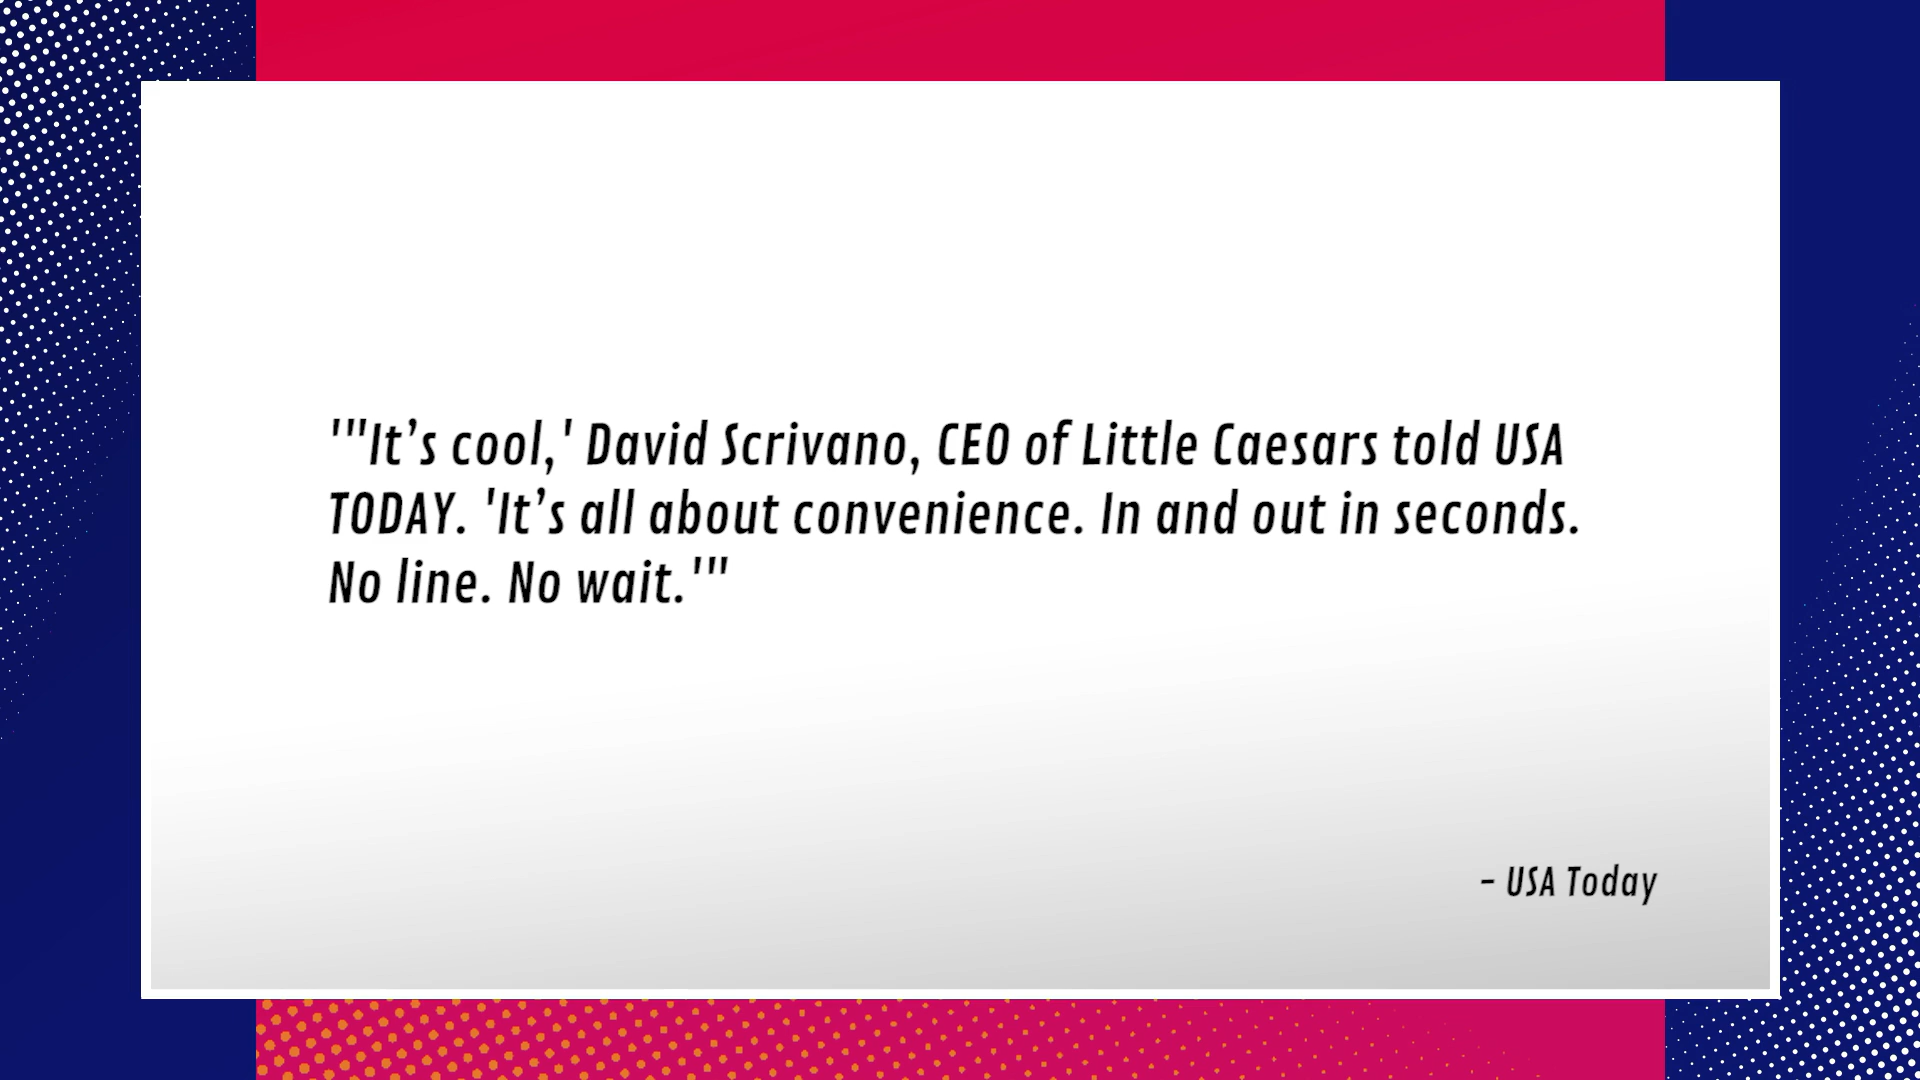 '"'It’s cool,' David Scrivano, CEO of Little Caesars told USA
TODAY. 'It’s all about convenience. In and out in seconds.
No line. No wait.'"
- USA Today